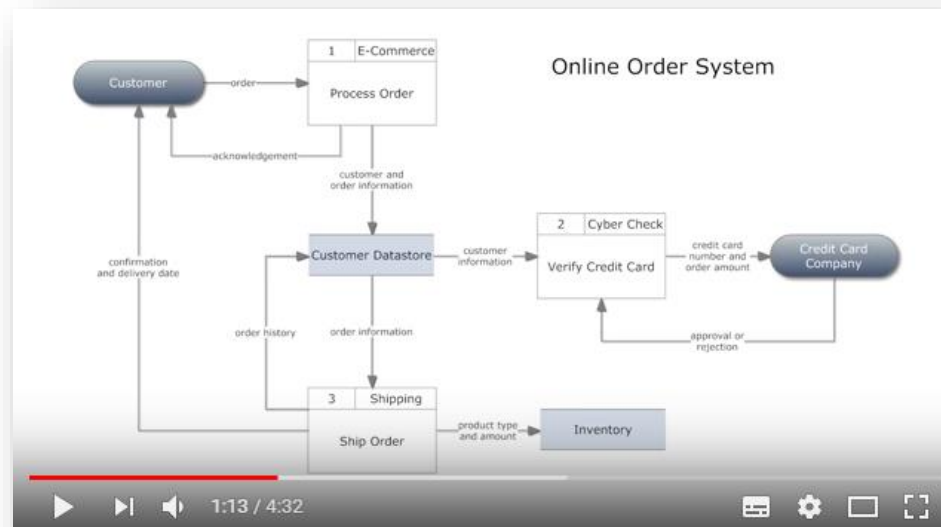 Online Order System
1 E-Commerce
Process Order
Customer
order
acknowledgement
customer and
order information
Customer Datastore
customer
information
2 Cyber Check
Verify Credit Card
credit card
number and
order amount
Credit Card
Company
approval or
rejection
confirmation
and delivery date
order history
order information
3 Shipping
Ship Order
product type
and amount
Inventory
1:13 / 4:32